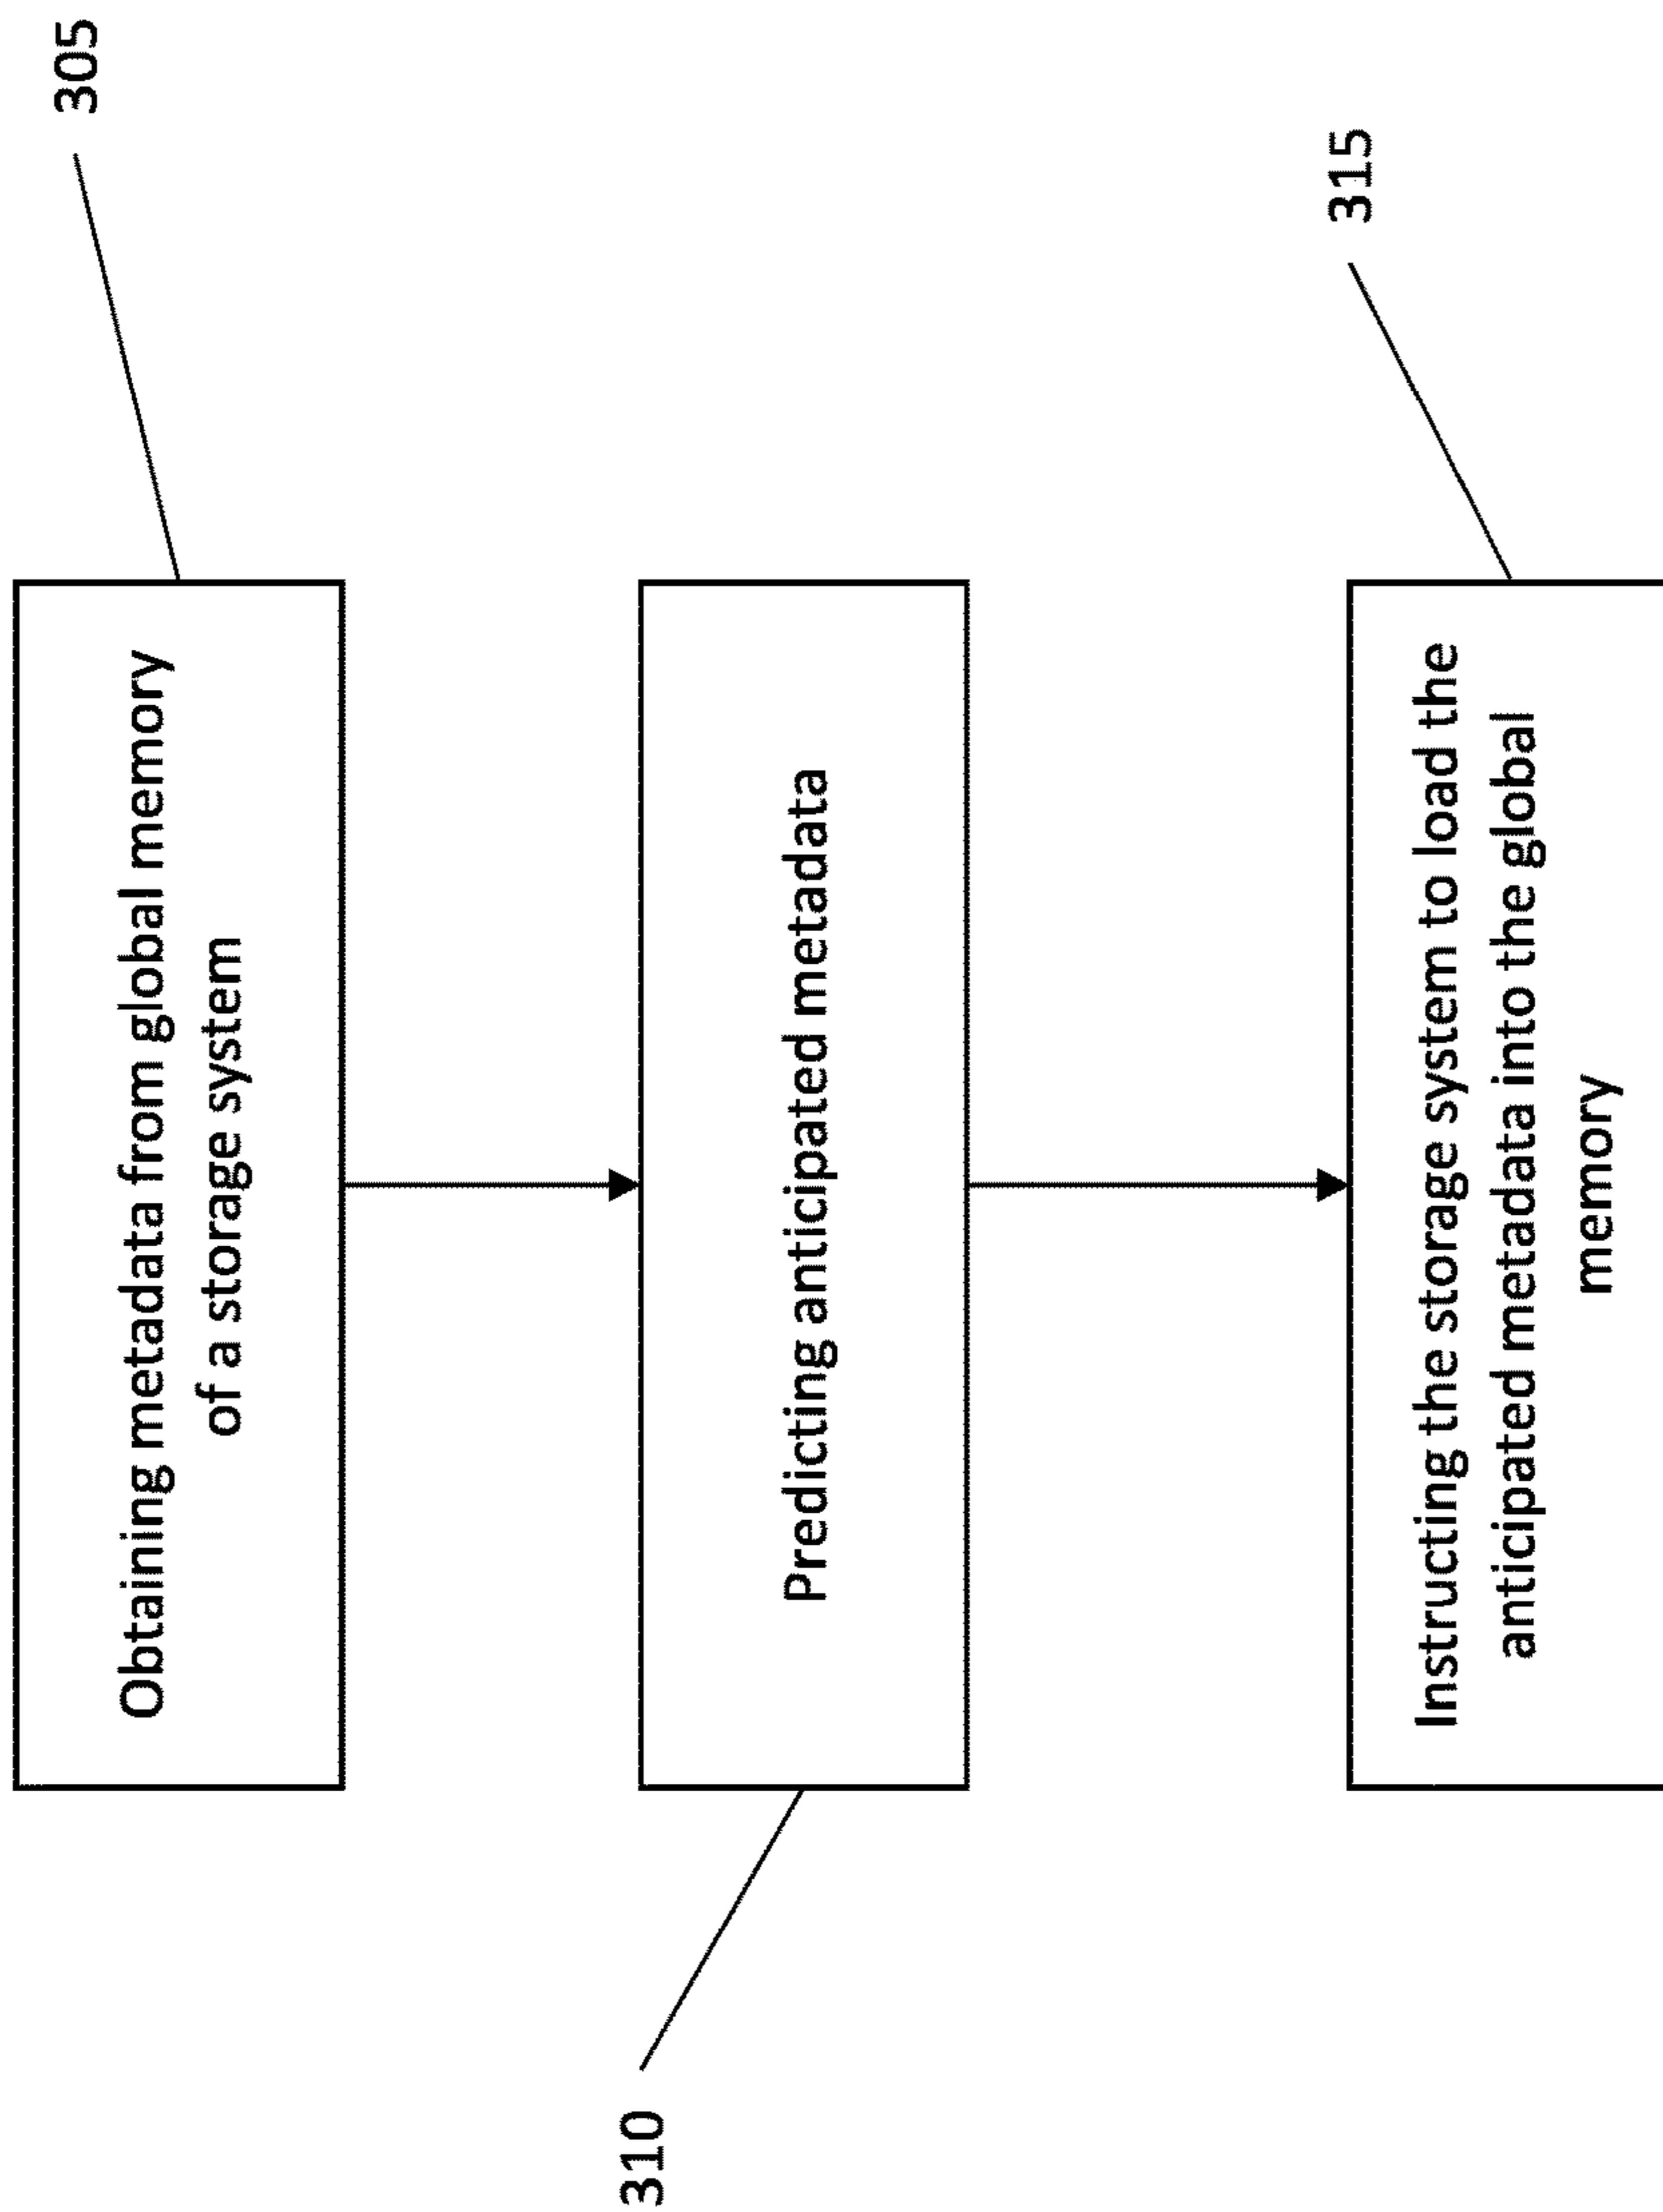 305
Obtaining metadata from global memory
of a storage system
310
Predicting anticipated metadata
315
Instructing the storage system to load the
anticipated metadata into the global
memory